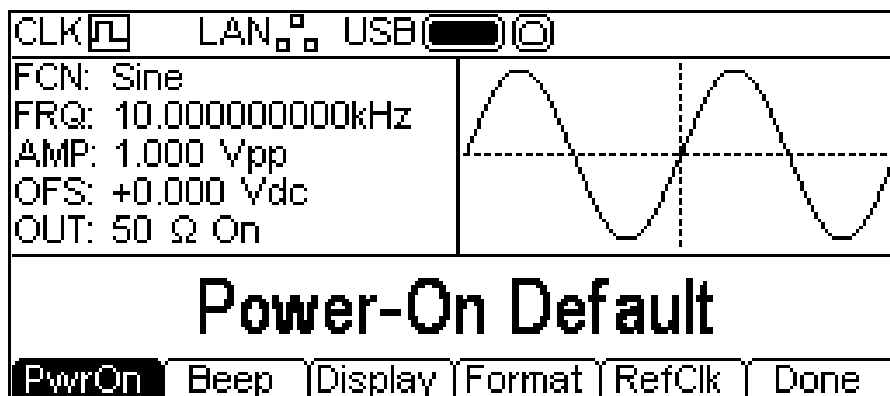 CLK LAN USB
FCN: Sine
FRQ: 10.000000000kHz
AMP: 1.000 Vpp
OFS: +0.000 Vdc
OUT: 50 Ω On
Power-On Default
PwrOn Beep Display Format RefClk Done